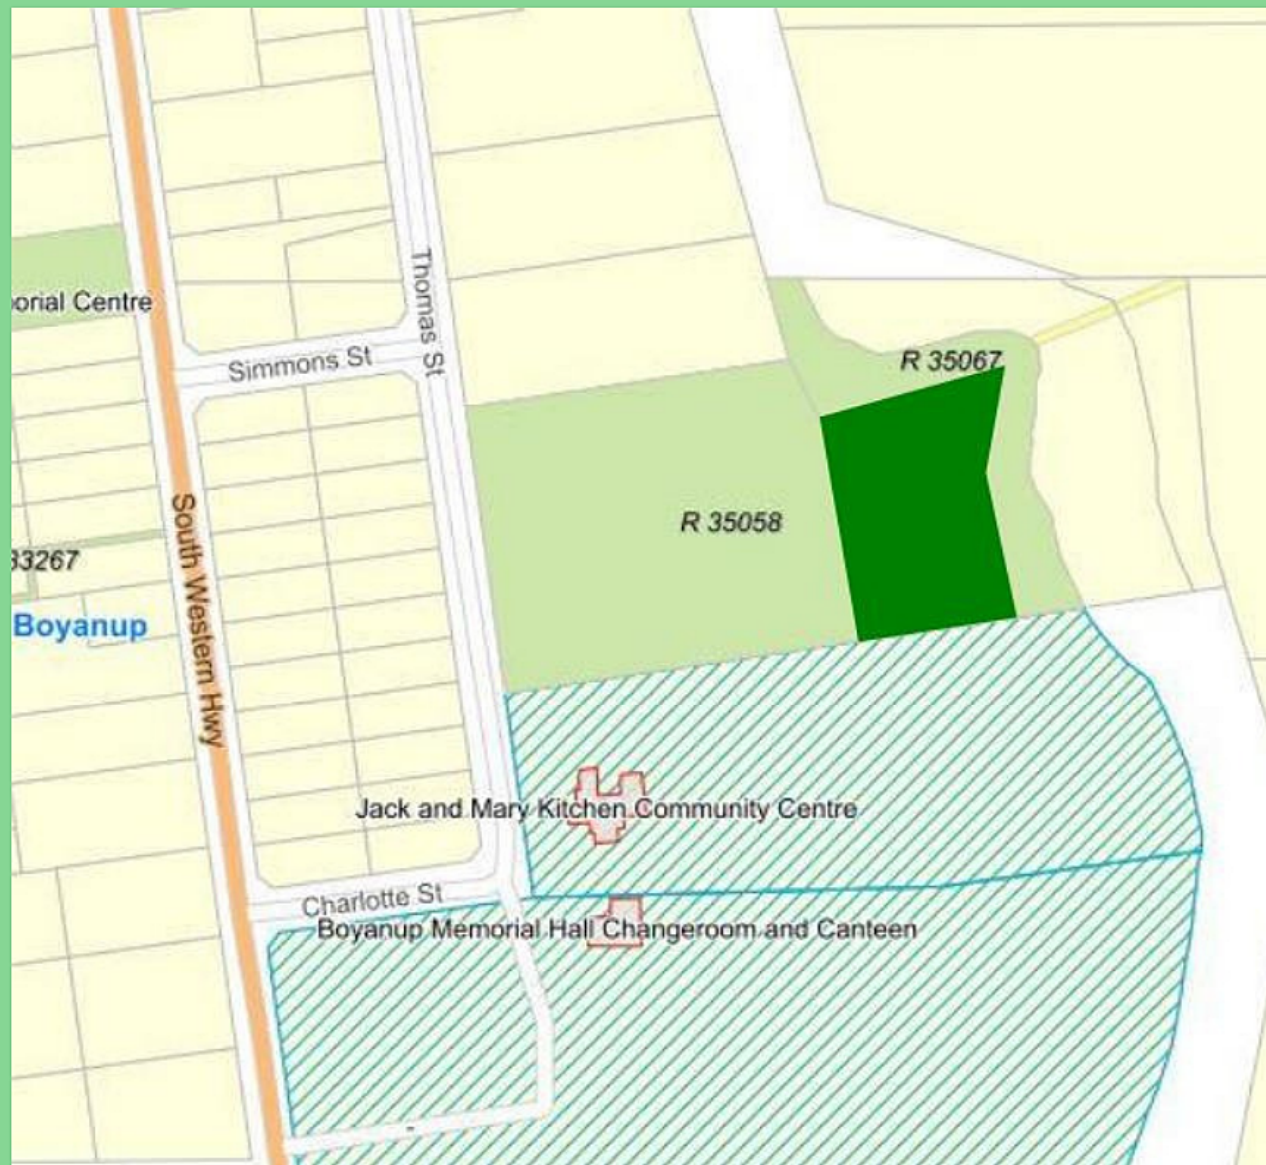 Thomas St
orial Centre
Simmons St
R 35067
R 35058
South Western Hwy
33267
Boyanup
Jack and Mary Kitchen Community Centre
Charlotte St
Boyanup Memorial Hall Changeroom and Canteen